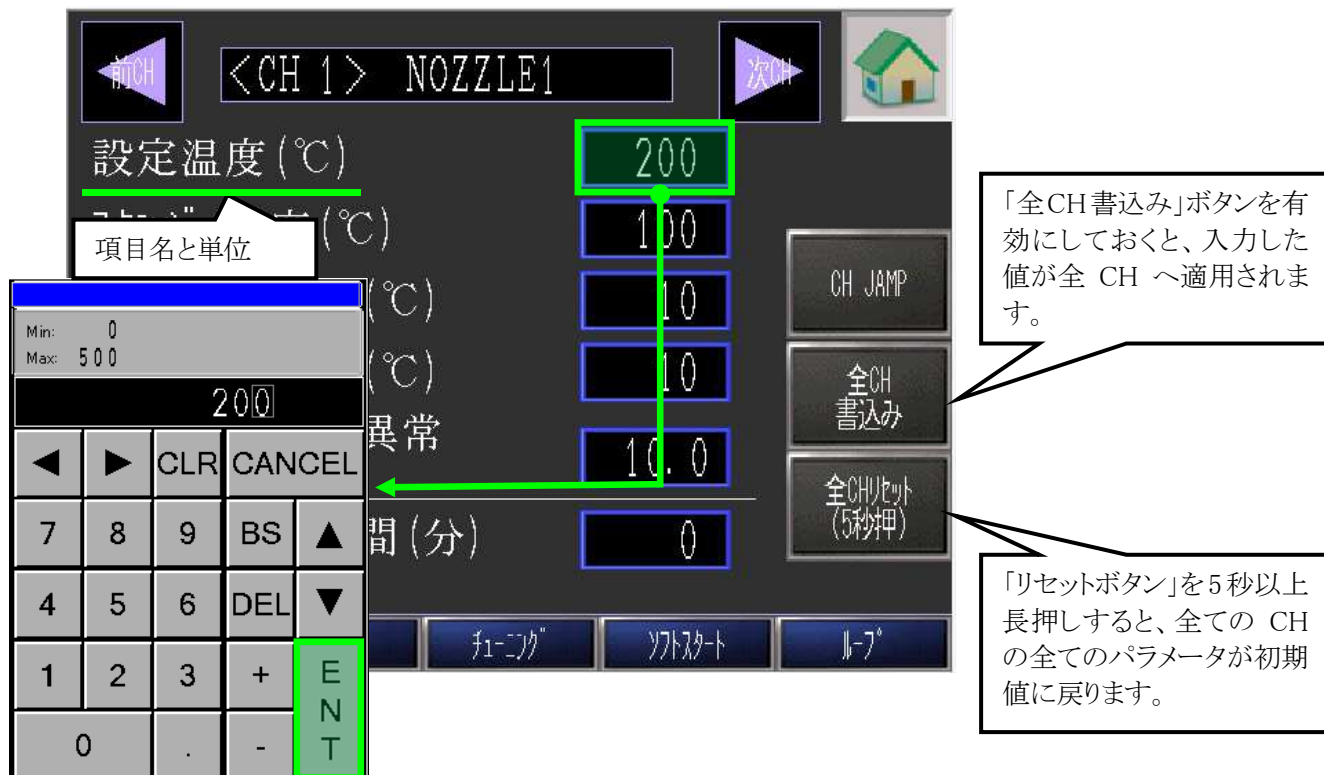 前CH
<CH 1> NOZZLE1
次CH
設定温度(℃)
200
(℃)
100
(℃)
10
(℃)
10
異常
10.0
間(分)
0
項目名と単位
CH JAMP
全CH
書込み
全CHリセット
(5秒押)
チューニング
ソフトスタート
ループ
Min: 0
Max: 500
200
CLR
CANCEL
7
8
9
BS
4
5
6
DEL
1
2
3
+
ENT
0
.
-
「全CH書込み」ボタンを有
効にしておくと、入力した
値が全 CH へ適用されま
す。
「リセットボタン」を5秒以上
長押しすると、全ての CH
の全てのパラメータが初期
値に戻ります。